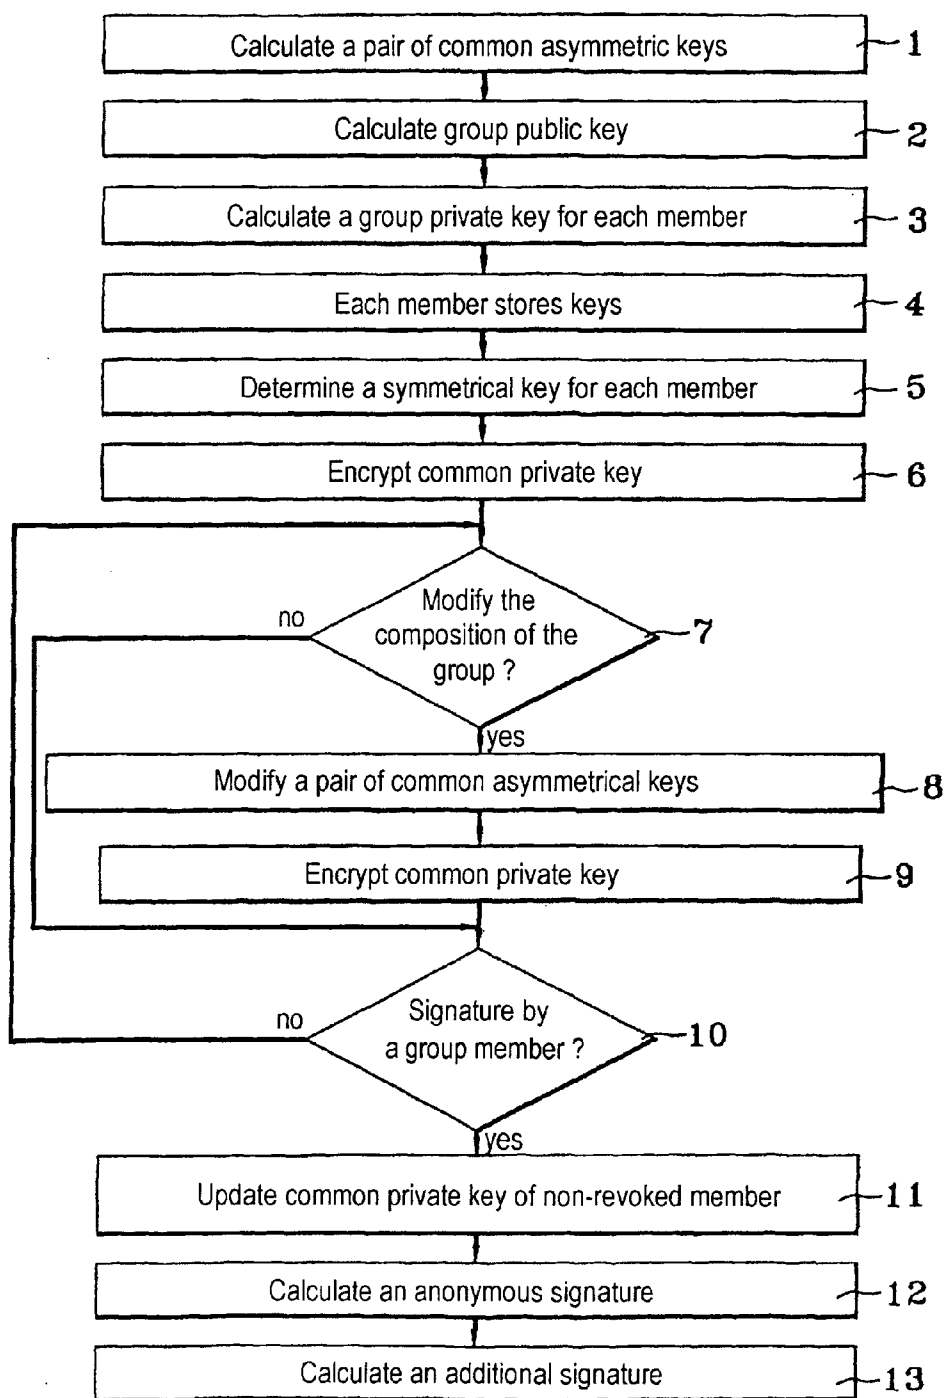 Calculate a pair of common asymmetric keys 1
Calculate group public key 2
Calculate a group private key for each member 3
Each member stores keys 4
Determine a symmetrical key for each member 5
Encrypt common private key 6
no
Modify the
composition of the
group ?
7
yes
Modify a pair of common asymmetrical keys 8
Encrypt common private key 9
no
Signature by
a group member ?
10
yes
Update common private key of non-revoked member 11
Calculate an anonymous signature 12
Calculate an additional signature 13